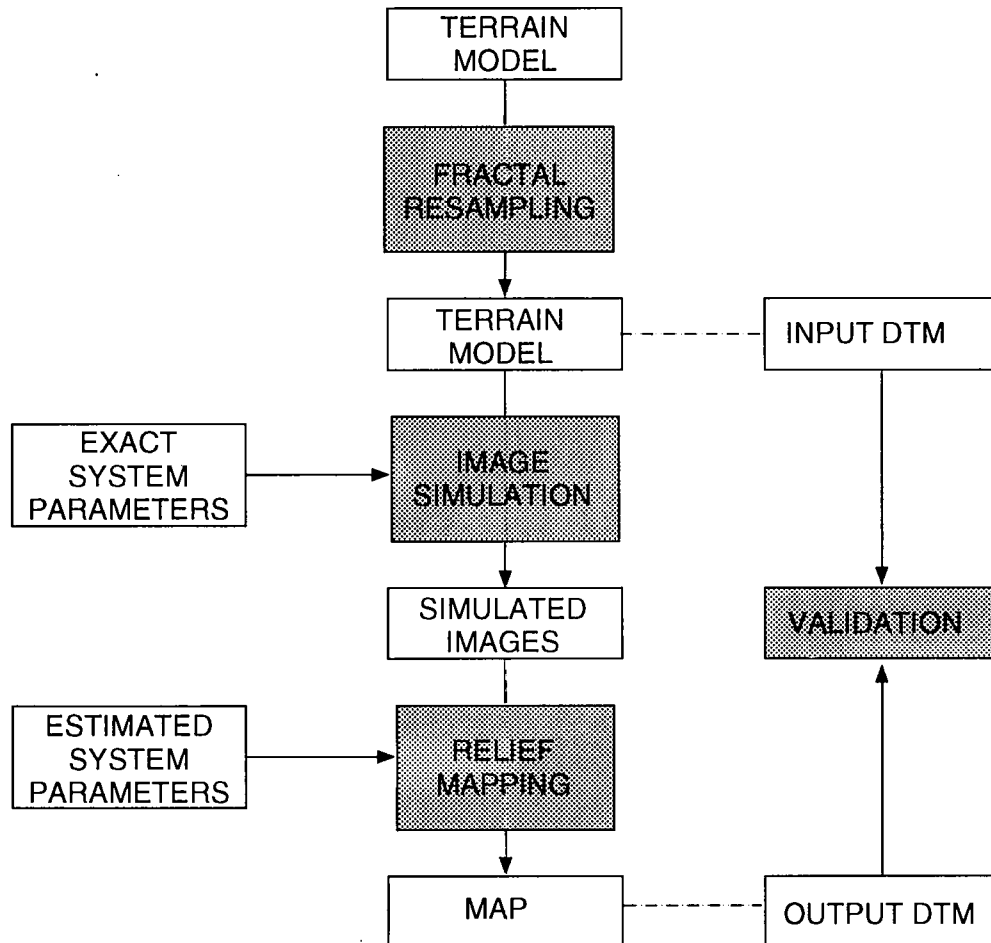 TERRAIN
MODEL
FRACTAL
RESAMPLING
TERRAIN
MODEL
INPUT DTM
EXACT
SYSTEM
PARAMETERS
IMAGE
SIMULATION
SIMULATED
IMAGES
VALIDATION
ESTIMATED
SYSTEM
PARAMETERS
RELIEF
MAPPING
MAP
OUTPUT DTM